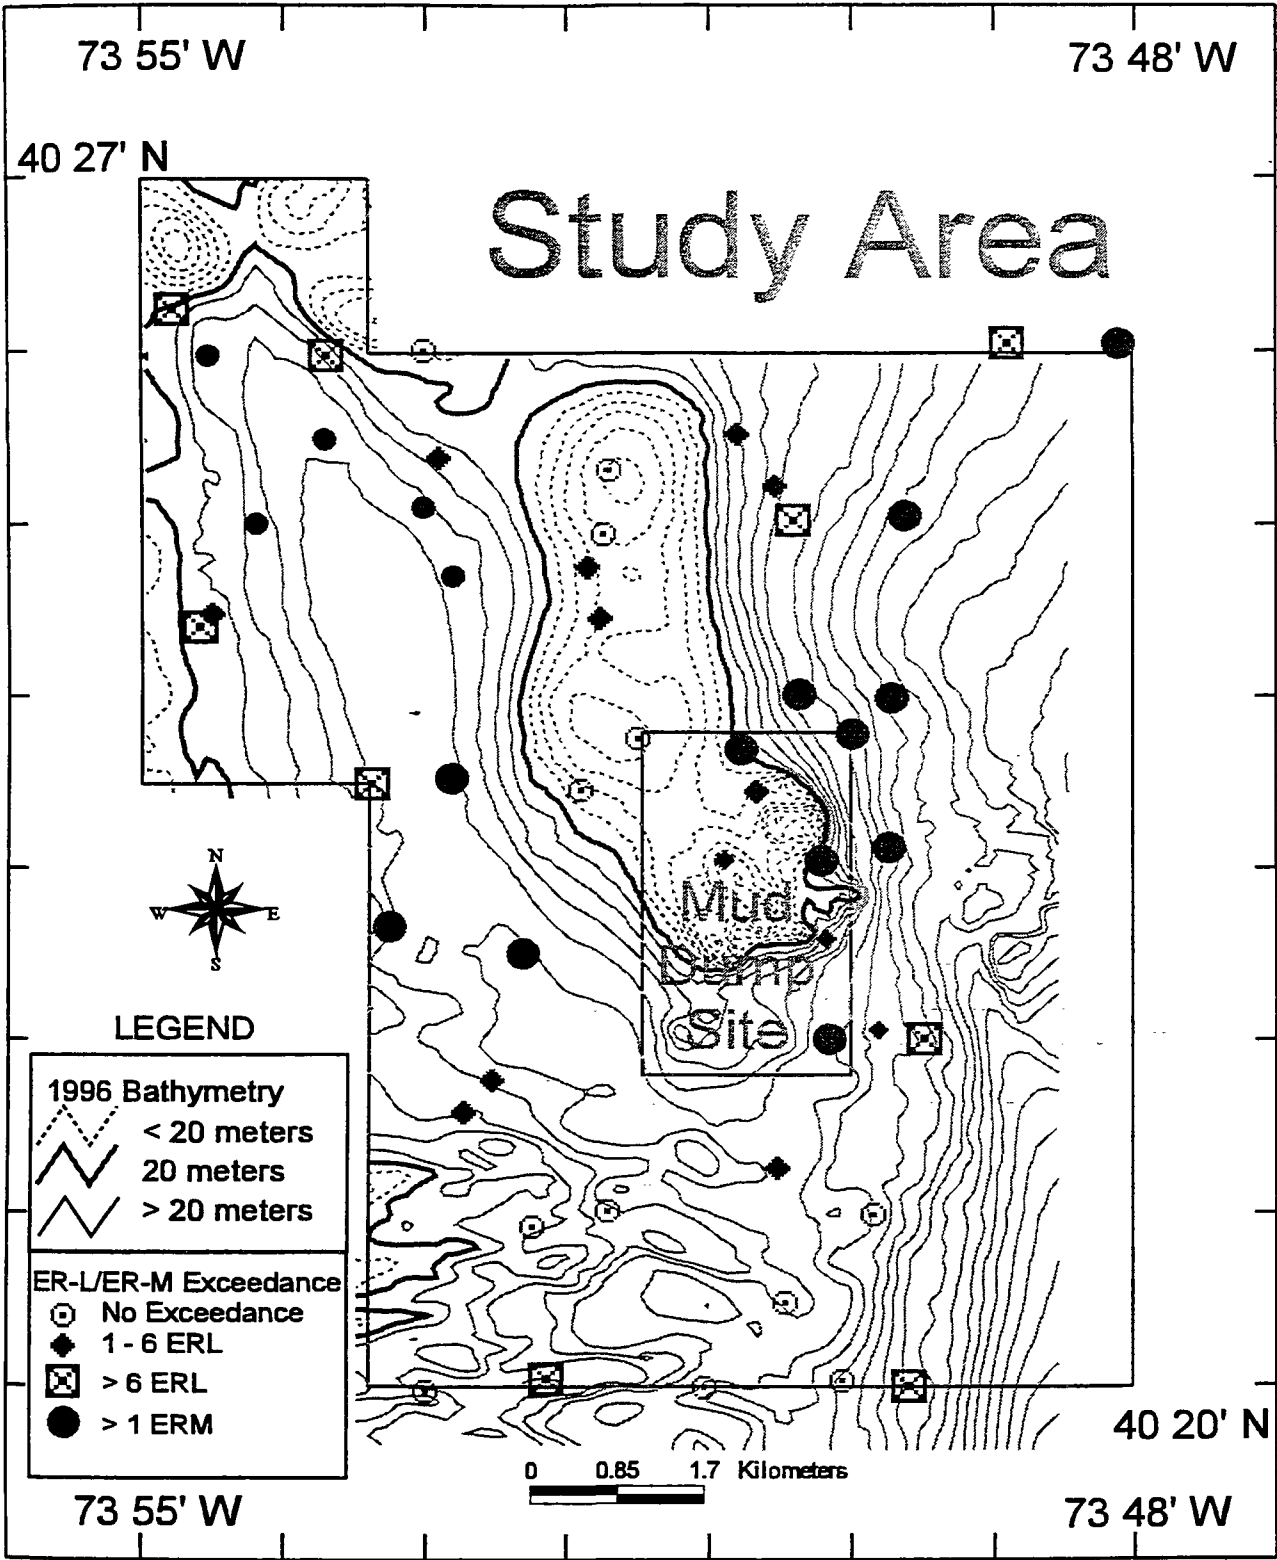 73 55' W
73 48' W
40 27' N
Study Area
N
W E
S
Mud
Dump
Site
LEGEND
1996 Bathymetry
< 20 meters
20 meters
> 20 meters
ER-L/ER-M Exceedance
No Exceedance
1 - 6 ERL
> 6 ERL
> 1 ERM
40 20' N
0 0.85 1.7 Kilometers
73 55' W
73 48' W